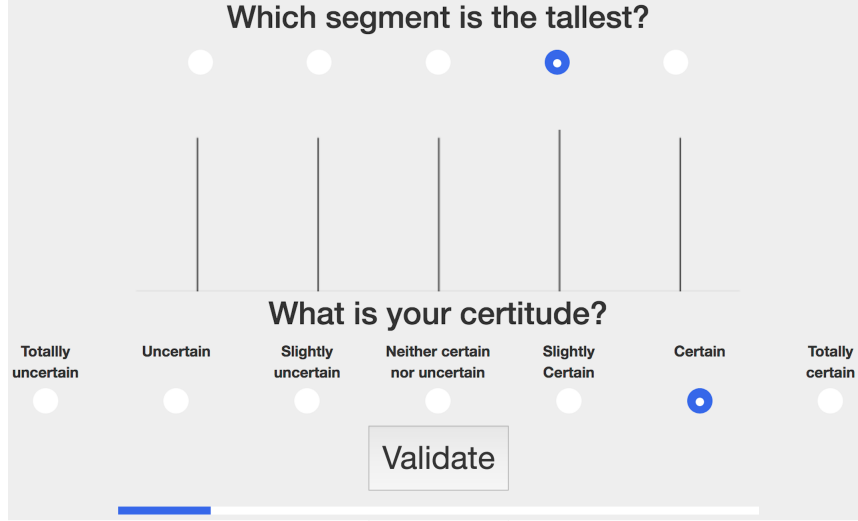 Which segment is the tallest?
What is your certitude?
Totallly uncertain
Uncertain
Slightly uncertain
Neither certain nor uncertain
Slightly Certain
Certain
Totally certain
Validate